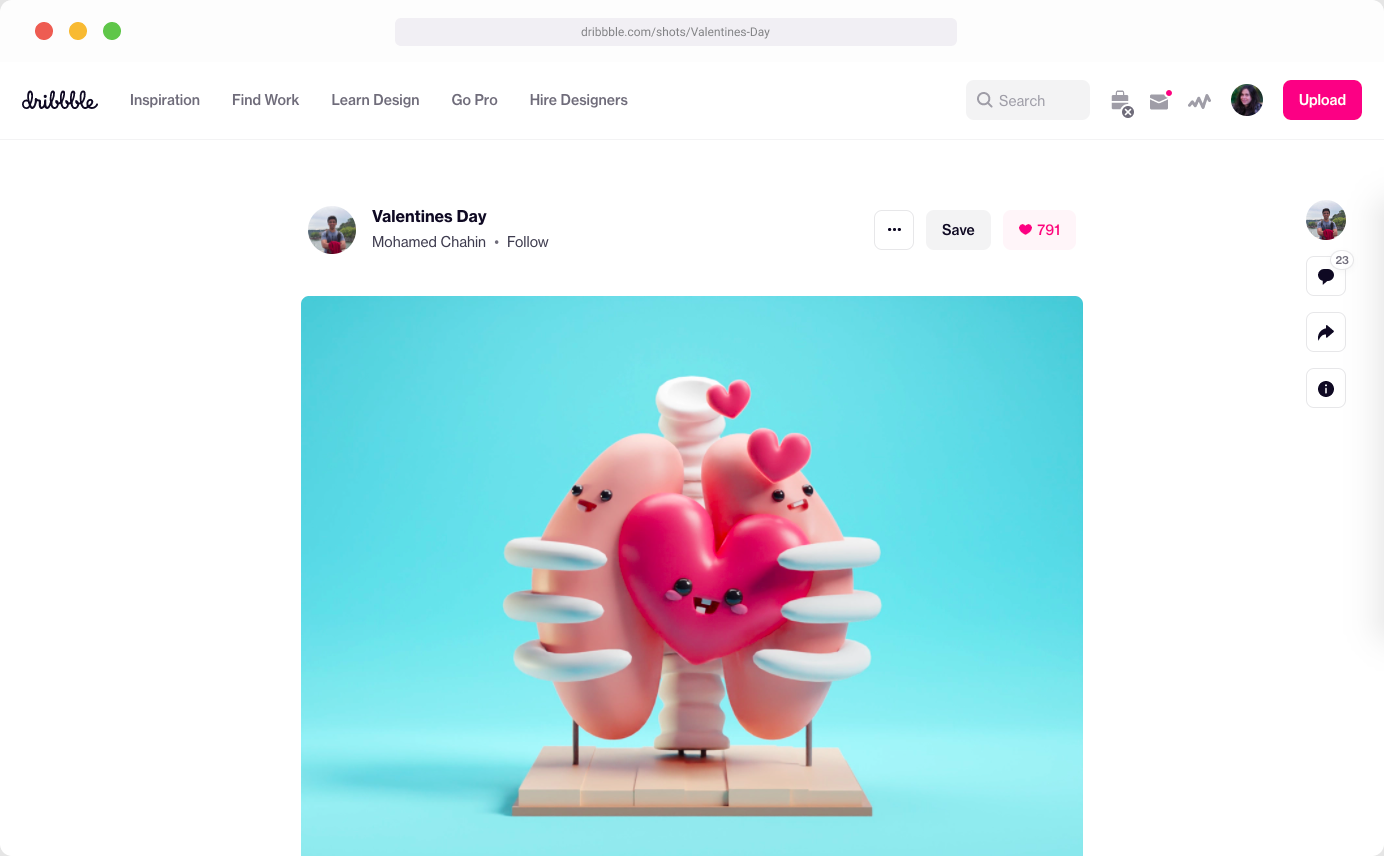 dribbble.com/shots/Valentines-Day
dribbble Inspiration Find Work Learn Design Go Pro Hire Designers Search Upload
Valentines Day
Mohamed Chahin • Follow
... Save 791
23